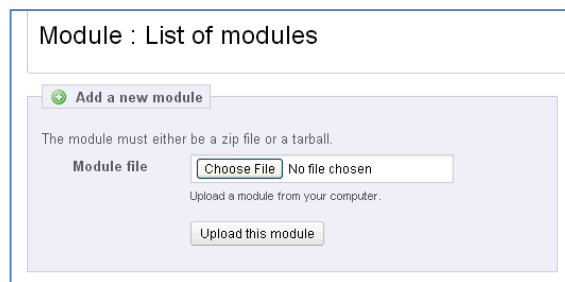 Module : List of modules
Add a new module
The module must either be a zip file or a tarball.
Module file Choose File No file chosen
Upload a module from your computer.
Upload this module